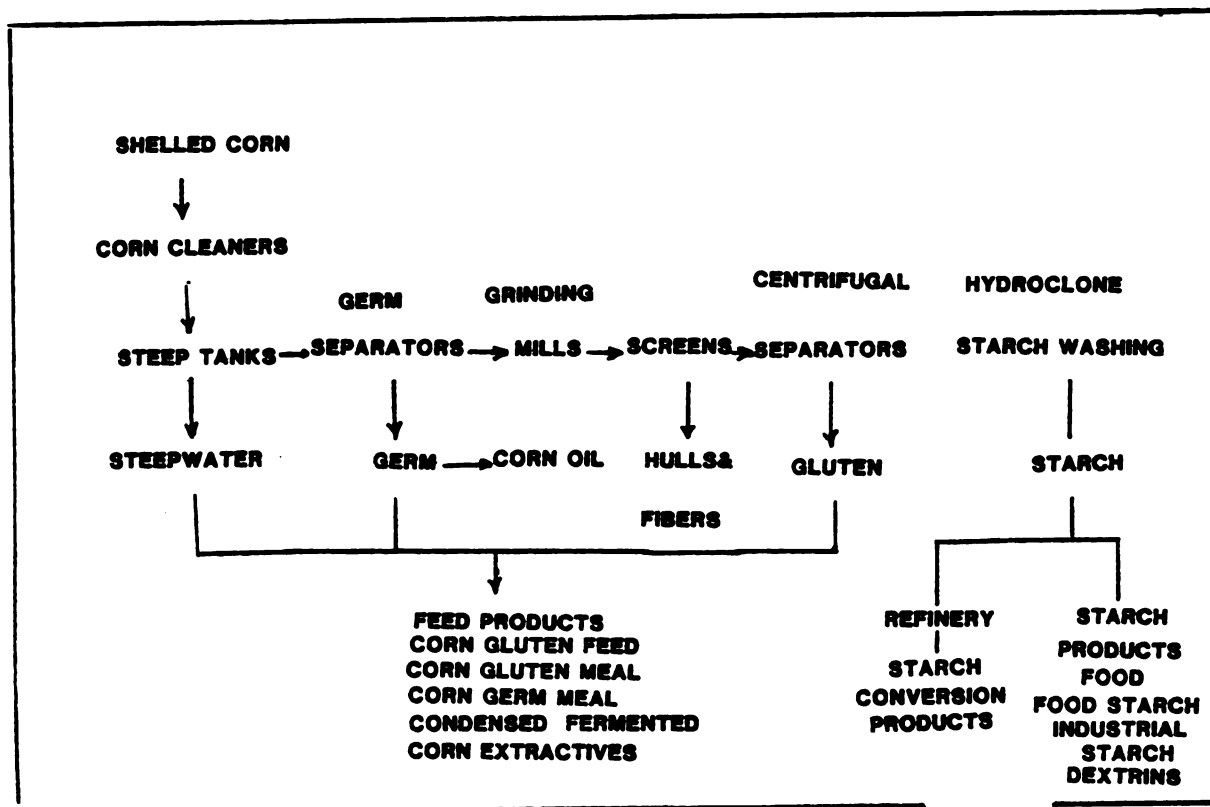 SHELLED CORN
CORN CLEANERS
GERM
GRINDING
CENTRIFUGAL
HYDROCLONE
STEEP TANKS
SEPARATORS
MILLS
SCREENS
SEPARATORS
STARCH WASHING
STEEPWATER
GERM
CORN OIL
HULLS&
FIBERS
GLUTEN
STARCH
FEED PRODUCTS
CORN GLUTEN FEED
CORN GLUTEN MEAL
CORN GERM MEAL
CONDENSED FERMENTED
CORN EXTRACTIVES
REFINERY
STARCH
CONVERSION
PRODUCTS
STARCH
PRODUCTS
FOOD
FOOD STARCH
INDUSTRIAL
STARCH
DEXTRINS